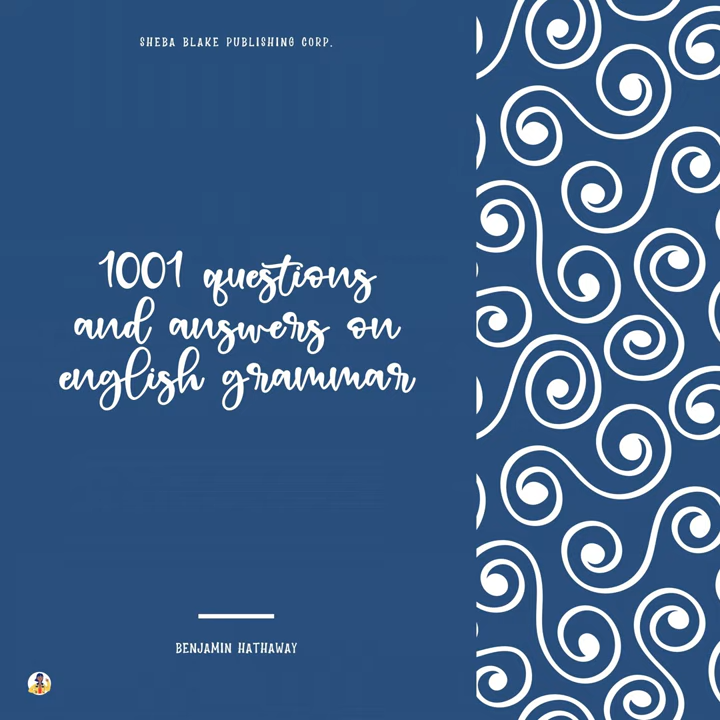 SHEBA BLAKE PUBLISHING CORP.
1001 questions
and answers on
english grammar
BENJAMIN HATHAWAY